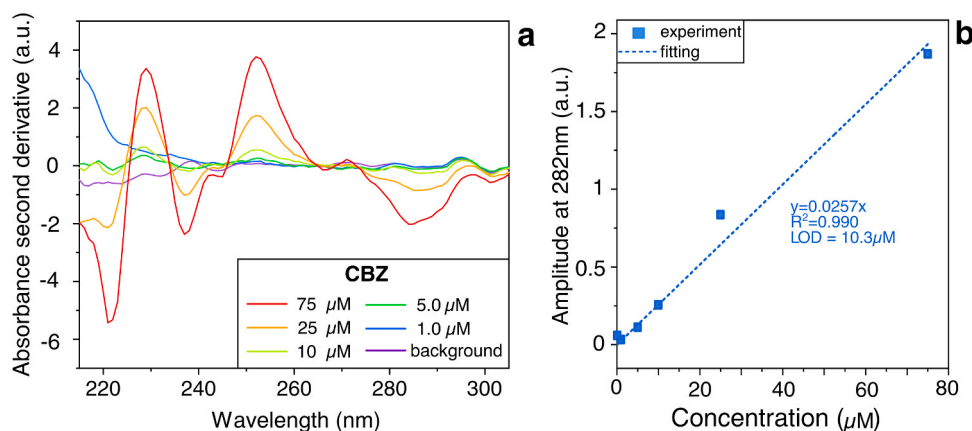 a
Absorbance second derivative (a.u.)
4
2
0
-2
-4
-6
220
240
260
280
300
Wavelength (nm)
CBZ
75 µM
25 µM
10 µM
5.0 µM
1.0 µM
background
b
Amplitude at 282nm (a.u.)
2
1.5
1
0.5
0
0
20
40
60
80
Concentration (µM)
experiment
fitting
y=0.0257x
R²=0.990
LOD = 10.3µM